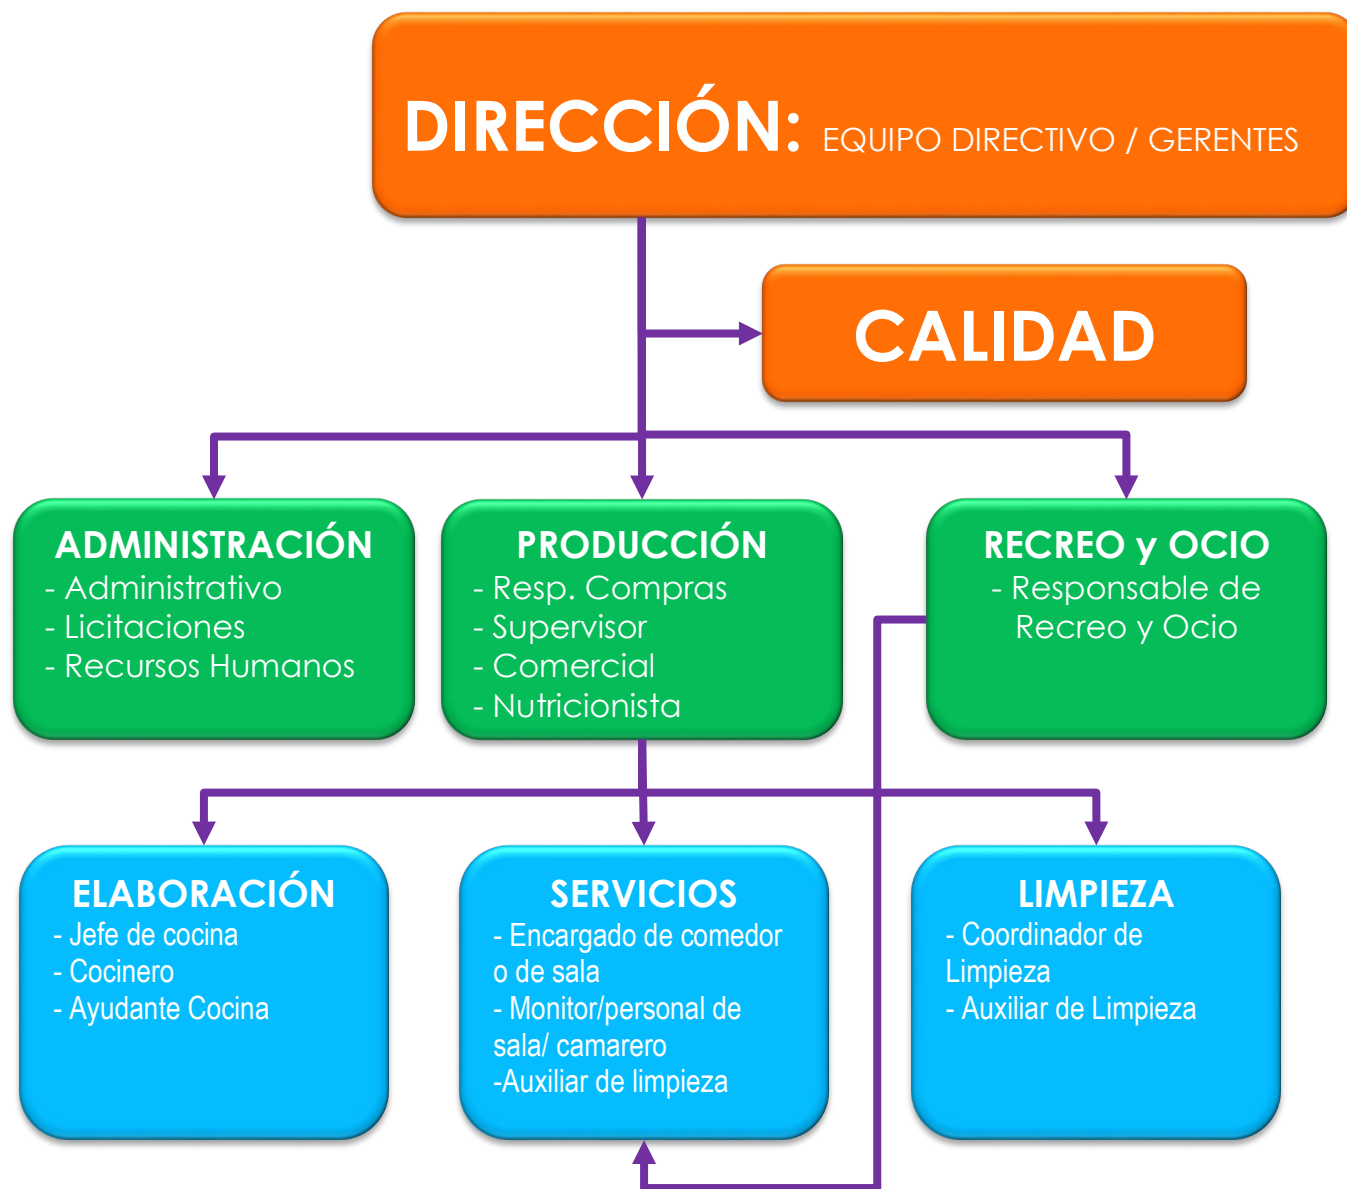 DIRECCIÓN: EQUIPO DIRECTIVO / GERENTES
CALIDAD
ADMINISTRACIÓN
- Administrativo
- Licitaciones
- Recursos Humanos
PRODUCCIÓN
- Resp. Compras
- Supervisor
- Comercial
- Nutricionista
RECREO y OCIO
- Responsable de
Recreo y Ocio
ELABORACIÓN
- Jefe de cocina
- Cocinero
- Ayudante Cocina
SERVICIOS
- Encargado de comedor
o de sala
- Monitor/personal de
sala/ camarero
-Auxiliar de limpieza
LIMPIEZA
- Coordinador de
Limpieza
- Auxiliar de Limpieza